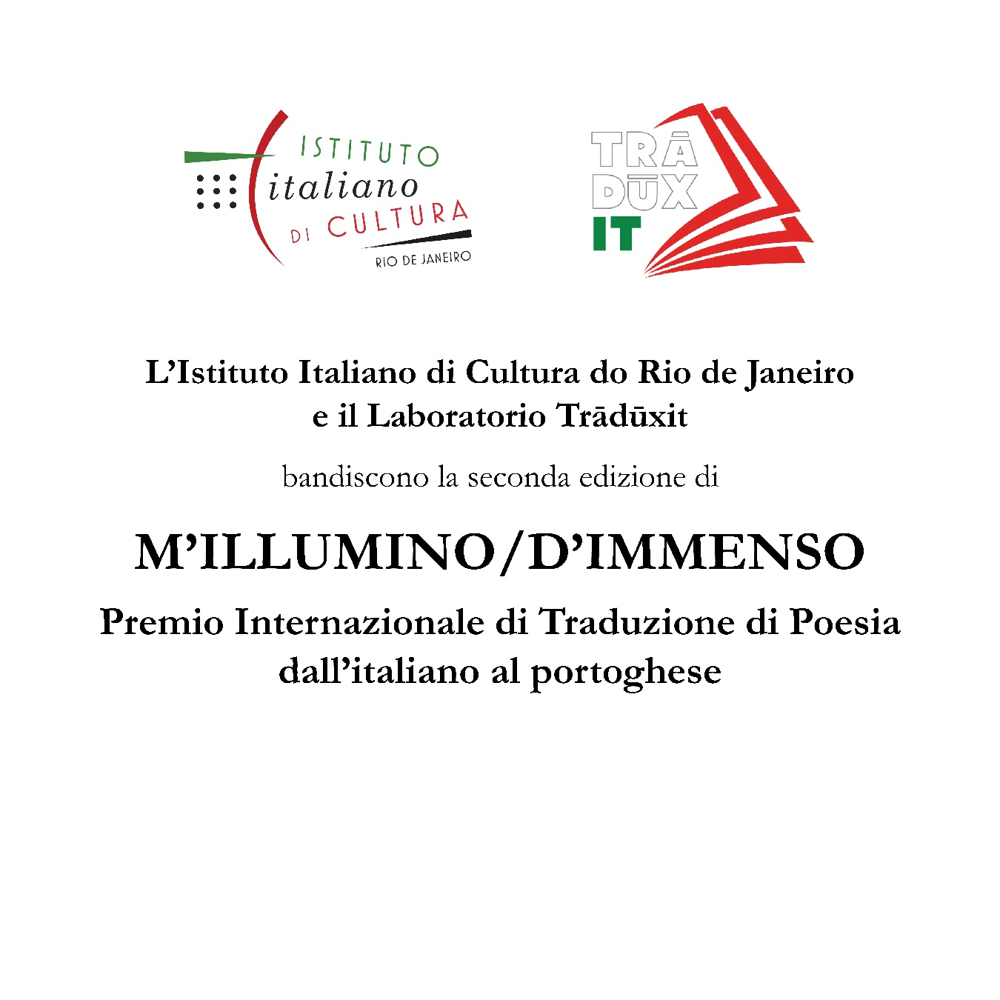 ISTITUTO
italiano
DI CULTURA
RIO DE JANEIRO
TRĀ
DŪX
IT
L’Istituto Italiano di Cultura do Rio de Janeiro
e il Laboratorio Trādūxit
bandiscono la seconda edizione di
M’ILLUMINO/D’IMMENSO
Premio Internazionale di Traduzione di Poesia
dall’italiano al portoghese